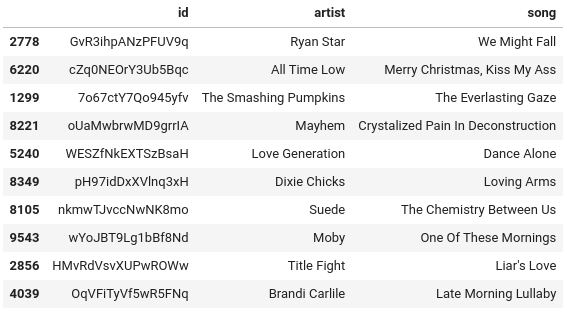 id artist song
2778 GvR3ihpANzPFUV9q Ryan Star We Might Fall
6220 cZq0NEOrY3Ub5Bqc All Time Low Merry Christmas, Kiss My Ass
1299 7o67ctY7Qo945yfv The Smashing Pumpkins The Everlasting Gaze
8221 oUaMwbrwMD9grrIA Mayhem Crystalized Pain In Deconstruction
5240 WESZfNkEXTSzBsaH Love Generation Dance Alone
8349 pH97idDxXVlnq3xH Dixie Chicks Loving Arms
8105 nkmwTJvccNwNK8mo Suede The Chemistry Between Us
9543 wYoJBT9Lg1bBf8Nd Moby One Of These Mornings
2856 HMvRdVsvXUPwROWw Title Fight Liar's Love
4039 OqVFiTyVf5wR5FNq Brandi Carlile Late Morning Lullaby